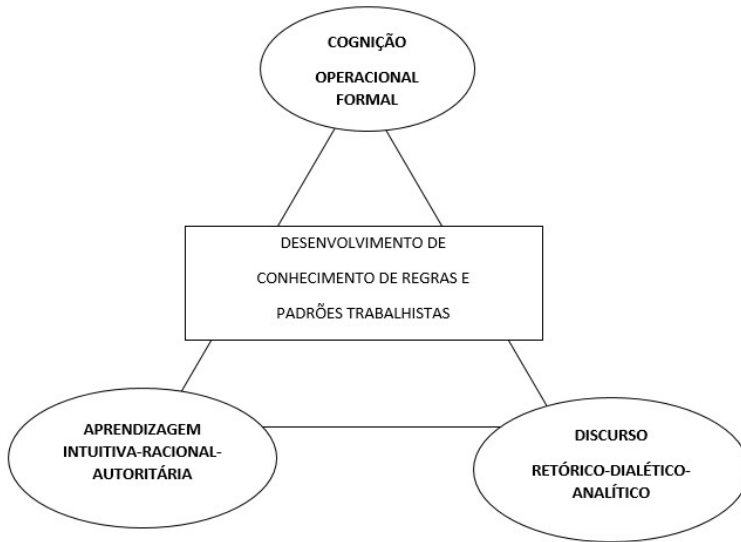 COGNIÇÃO
OPERACIONAL
FORMAL
DESENVOLVIMENTO DE
CONHECIMENTO DE REGRAS E
PADRÕES TRABALHISTAS
APRENDIZAGEM
INTUITIVA-RACIONAL-
AUTORITÁRIA
DISCURSO
RETÓRICO-DIALÉTICO-
ANALÍTICO